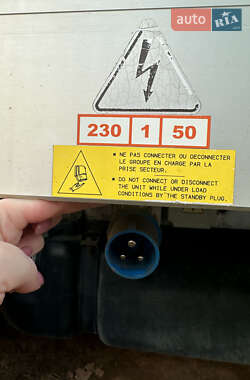 auto RIA .com
230 1 50
▪ NE PAS CONNECTER OU DECONNECTER
LE GROUPE EN CHARGE PAR LA
PRISE SECTEUR.
▪ DO NOT CONNECT OR DISCONNECT
THE UNIT WHILE UNDER LOAD
CONDITIONS BY THE STANDBY PLUG.